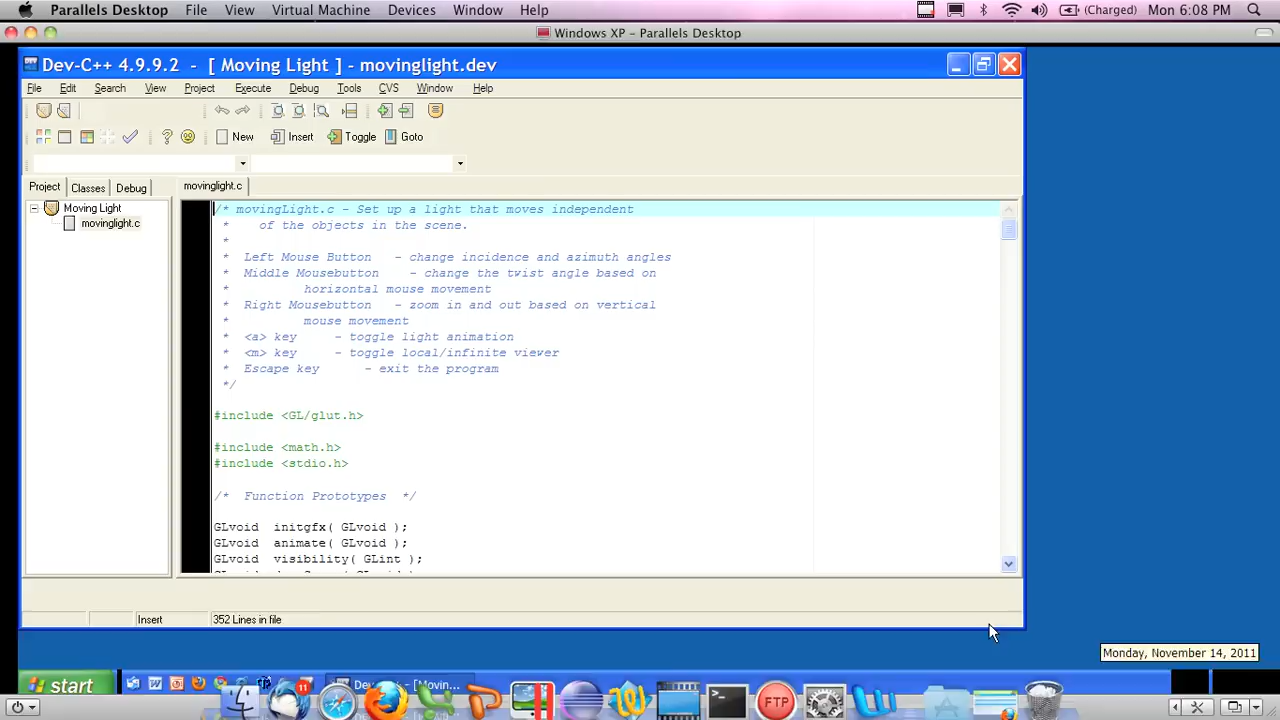 Parallels Desktop File View Virtual Machine Devices Window Help (Charged) Mon 6:08 PM
Windows XP - Parallels Desktop
Dev-C++ 4.9.9.2 - [ Moving Light ] - movinglight.dev
File Edit Search View Project Execute Debug Tools CVS Window Help
New Insert Toggle Goto
Project Classes Debug movinglight.c
Moving Light
movinglight.c
/* movingLight.c - Set up a light that moves independent
* of the objects in the scene.
*
* Left Mouse Button - change incidence and azimuth angles
* Middle Mousebutton - change the twist angle based on
* horizontal mouse movement
* Right Mousebutton - zoom in and out based on vertical
* mouse movement
* <a> key - toggle light animation
* <m> key - toggle local/infinite viewer
* Escape key - exit the program
*/
#include <GL/glut.h>
#include <math.h>
#include <stdio.h>
/* Function Prototypes */
GLvoid initgfx( GLvoid );
GLvoid animate( GLvoid );
GLvoid visibility( GLint );
Insert 352 Lines in file
Monday, November 14, 2011
start
11
FTP